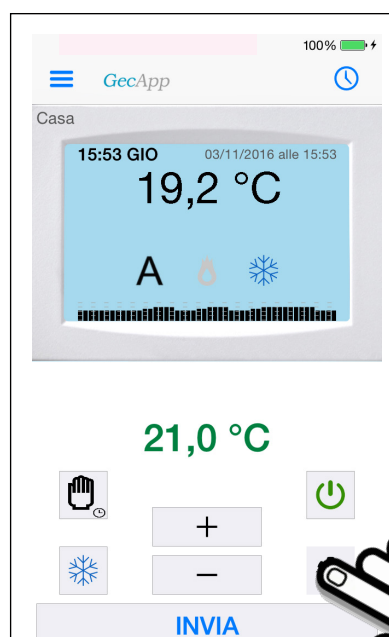 100%
GecApp
Casa
15:53 GIO 03/11/2016 alle 15:53
19,2 °C
A
21,0 °C
+
−
INVIA